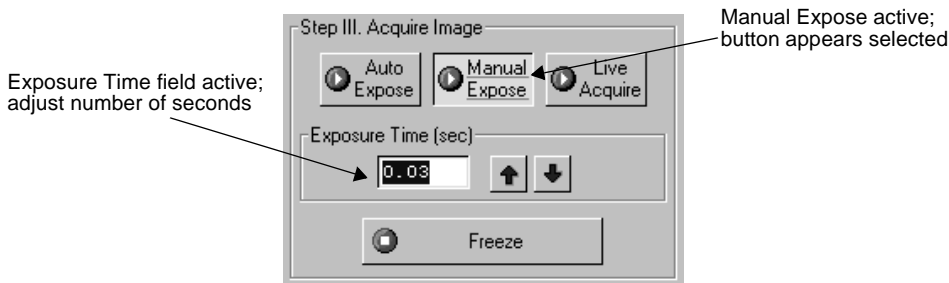 Step III. Acquire Image
Manual Expose active;
button appears selected
Auto
Expose
Manual
Expose
Live
Acquire
Exposure Time field active;
adjust number of seconds
Exposure Time (sec)
0.03
Freeze